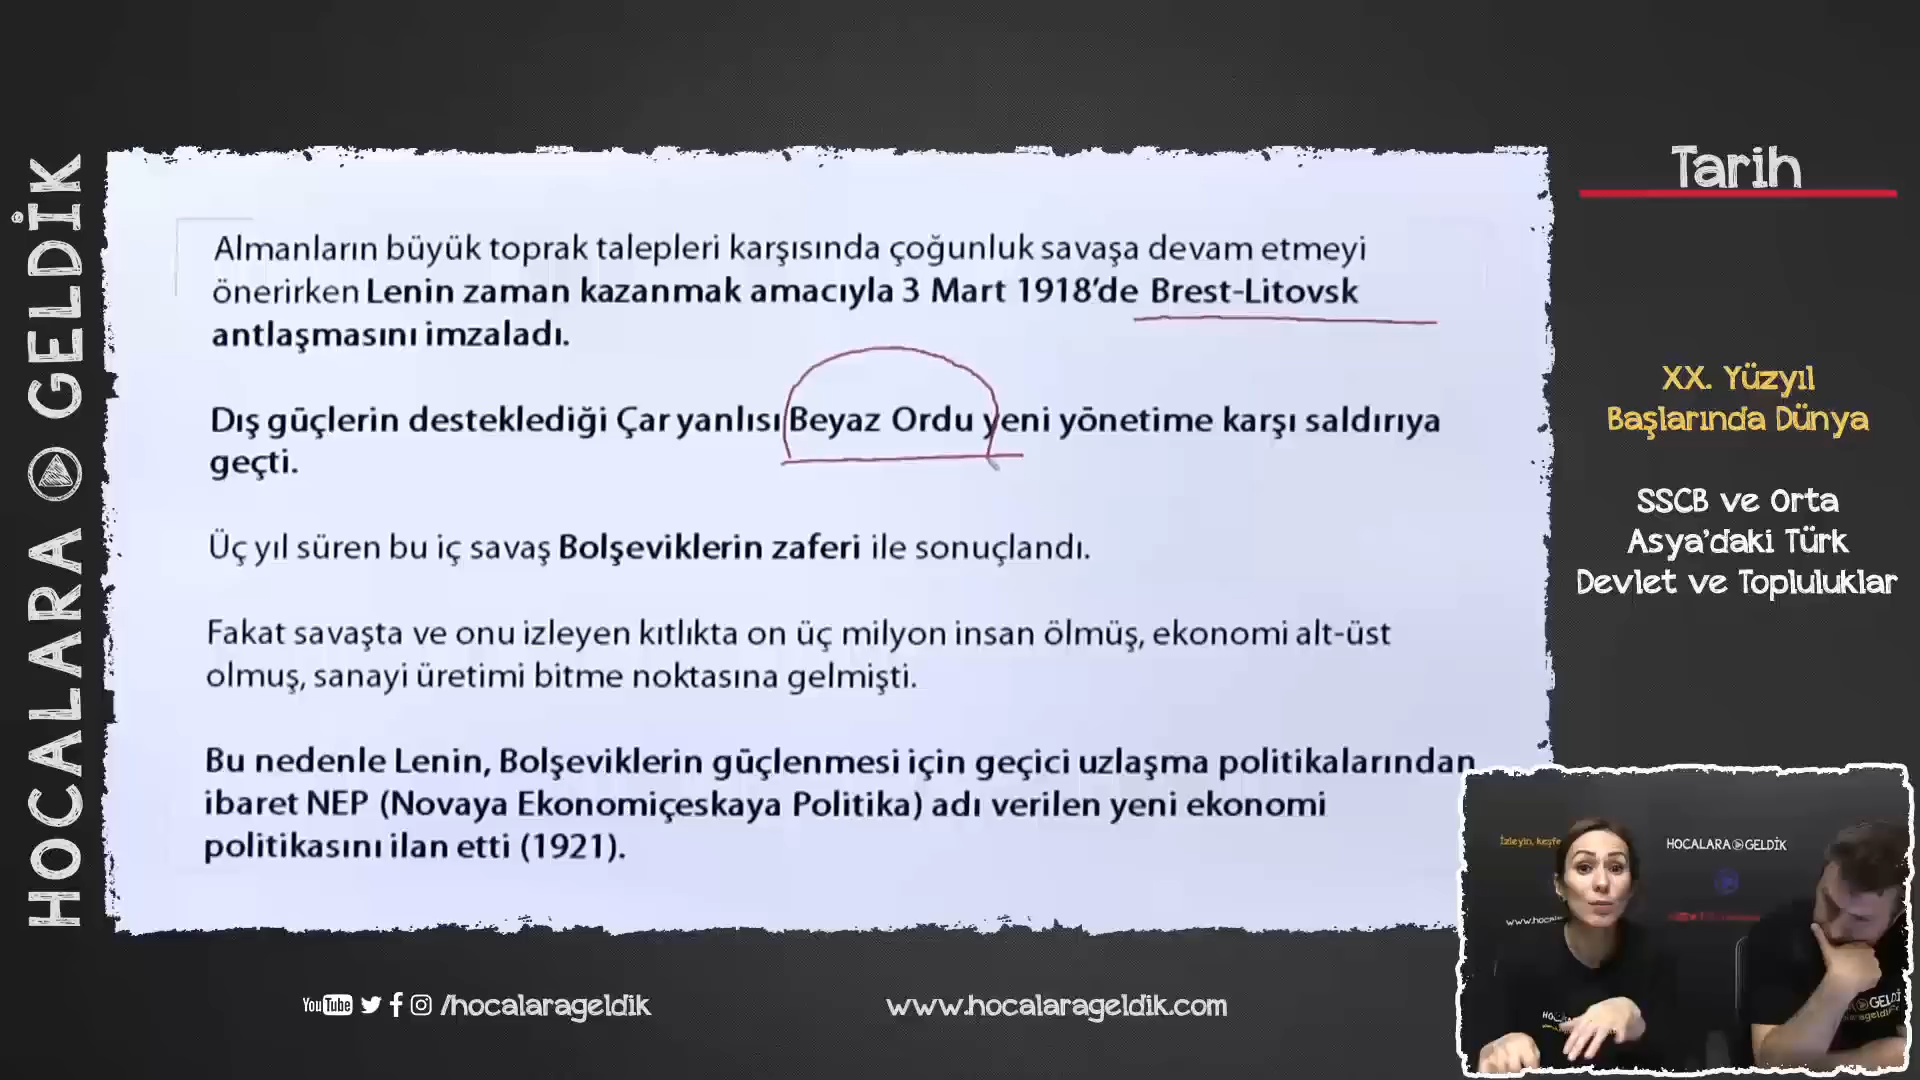 HOCALARA GELDİK
Tarih
Almanların büyük toprak talepleri karşısında çoğunluk savaşa devam etmeyi
önerirken Lenin zaman kazanmak amacıyla 3 Mart 1918'de Brest-Litovsk
antlaşmasını imzaladı.
Dış güçlerin desteklediği Çar yanlısı Beyaz Ordu yeni yönetime karşı saldırıya
geçti.
Üç yıl süren bu iç savaş Bolşeviklerin zaferi ile sonuçlandı.
Fakat savaşta ve onu izleyen kıtlıkta on üç milyon insan ölmüş, ekonomi alt-üst
olmuş, sanayi üretimi bitme noktasına gelmişti.
Bu nedenle Lenin, Bolşeviklerin güçlenmesi için geçici uzlaşma politikalarından
ibaret NEP (Novaya Ekonomiçeskaya Politika) adı verilen yeni ekonomi
politikasını ilan etti (1921).
XX. Yüzyıl
Başlarında Dünya
SSCB ve Orta
Asya'daki Türk
Devlet ve Topluluklar
İzleyin, keşfe
HOCALARA GELDİK
www.hocala
YouTube /hocalarageldik
www.hocalarageldik.com